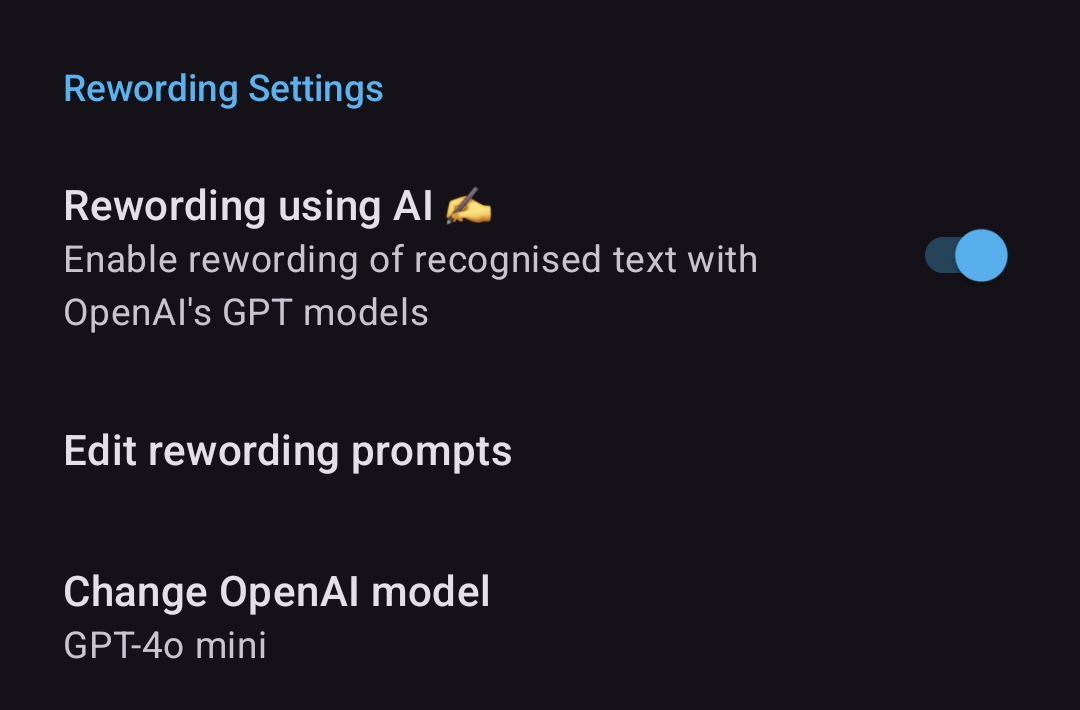 Rewording Settings
Rewording using AI ✍️
Enable rewording of recognised text with
OpenAI's GPT models
Edit rewording prompts
Change OpenAI model
GPT-4o mini